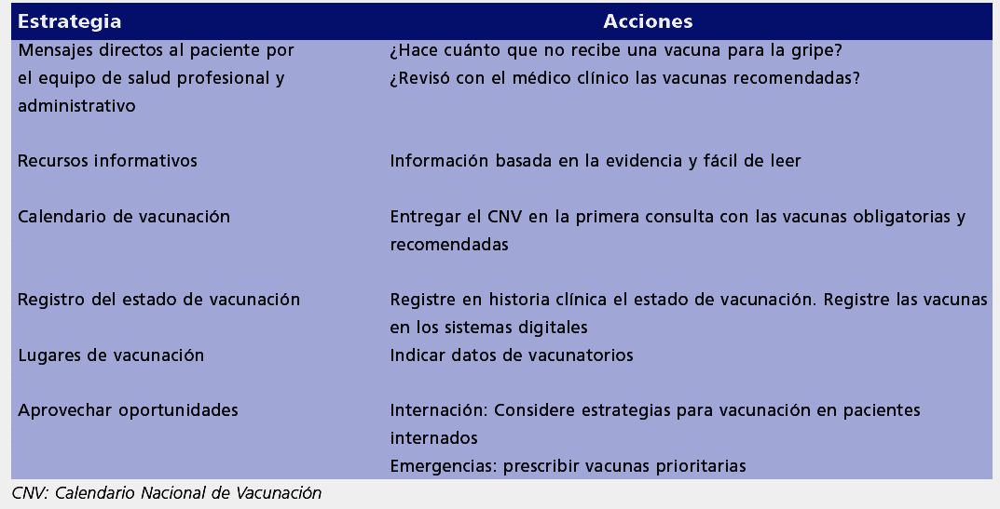 Estrategia Acciones
Mensajes directos al paciente por ¿Hace cuánto que no recibe una vacuna para la gripe?
el equipo de salud profesional y ¿Revisó con el médico clínico las vacunas recomendadas?
administrativo
Recursos informativos Información basada en la evidencia y fácil de leer
Calendario de vacunación Entregar el CNV en la primera consulta con las vacunas obligatorias y
recomendadas
Registro del estado de vacunación Registre en historia clínica el estado de vacunación. Registre las vacunas
en los sistemas digitales
Lugares de vacunación Indicar datos de vacunatorios
Aprovechar oportunidades Internación: Considere estrategias para vacunación en pacientes
internados
Emergencias: prescribir vacunas prioritarias
CNV: Calendario Nacional de Vacunación